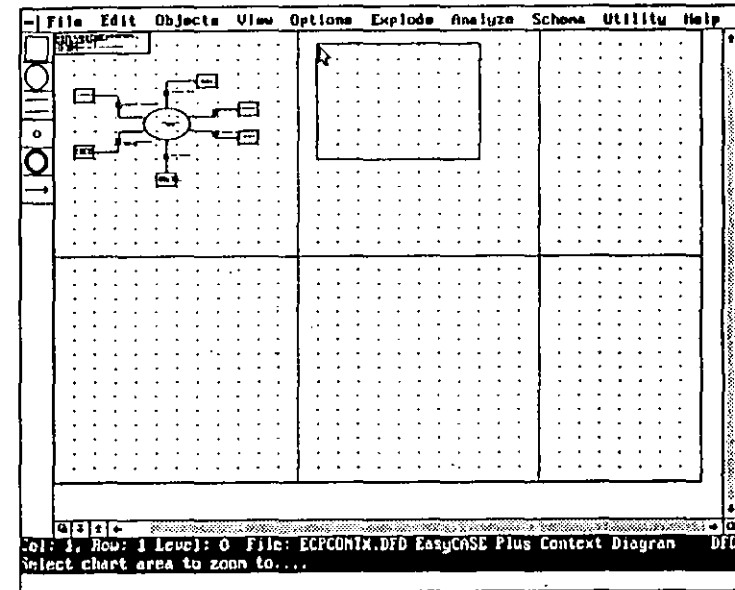 File Edit Objects View Options Explode Analyze Schema Utility Help
Col: 1, Row: 1 Level: 0 File: ECPCONTX.DFD EasyCASE Plus Context Diagram DFD
Select chart area to zoom to....